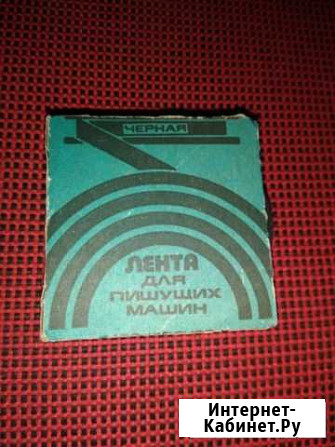 ЧЕРНАЯ
ЛЕНТА
ДЛЯ
ПИШУЩИХ
МАШИН
Интернет-
Кабинет.Ру